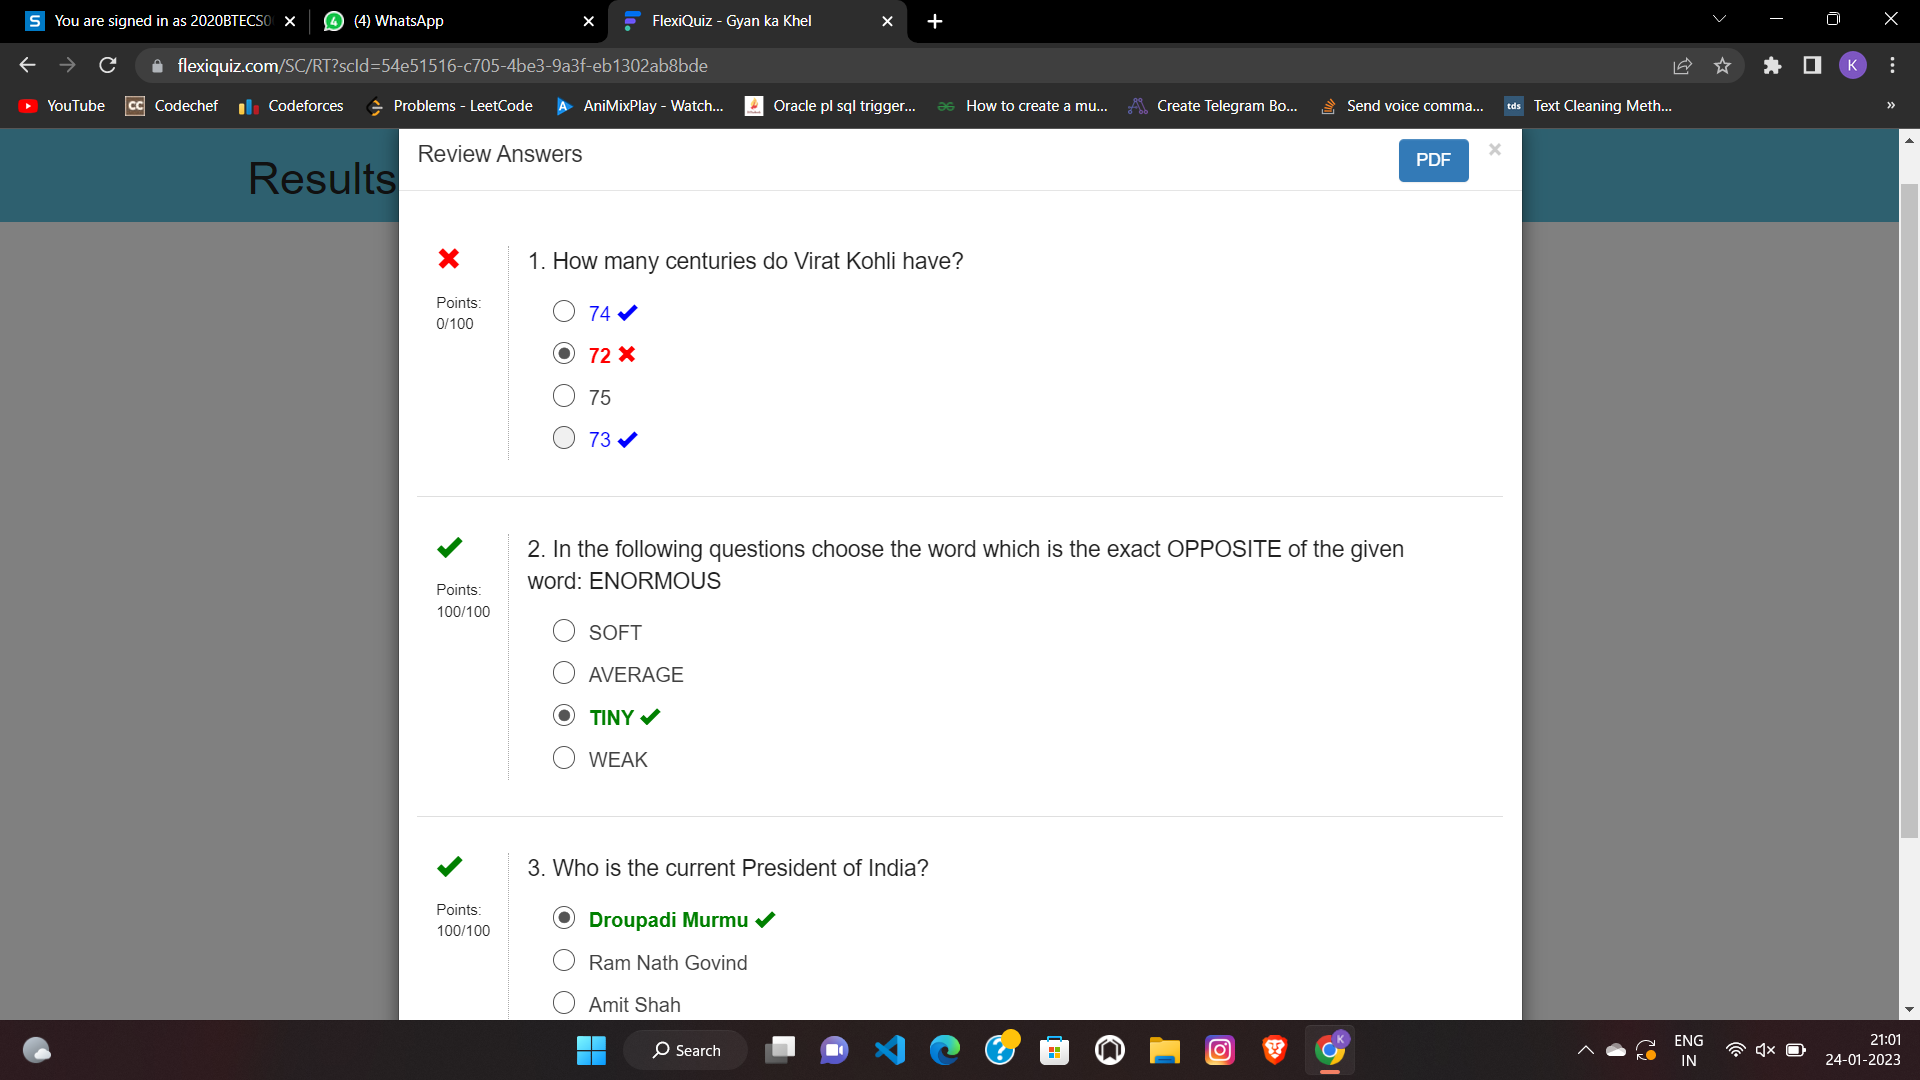 You are signed in as 2020BTECS0
(4) WhatsApp
FlexiQuiz - Gyan ka Khel
flexiquiz.com/SC/RT?scId=54e51516-c705-4be3-9a3f-eb1302ab8bde
K
YouTube
CC Codechef
Codeforces
Problems - LeetCode
AniMixPlay - Watch...
Oracle pl sql trigger...
How to create a mu...
Create Telegram Bo...
Send voice comma...
tds Text Cleaning Meth...
»
Results
Review Answers
PDF
×
Points:
0/100
1. How many centuries do Virat Kohli have?
74
72
75
73
Points:
100/100
2. In the following questions choose the word which is the exact OPPOSITE of the given
word: ENORMOUS
SOFT
AVERAGE
TINY
WEAK
Points:
100/100
3. Who is the current President of India?
Droupadi Murmu
Ram Nath Govind
Amit Shah
Search
K
ENG
IN
21:01
24-01-2023